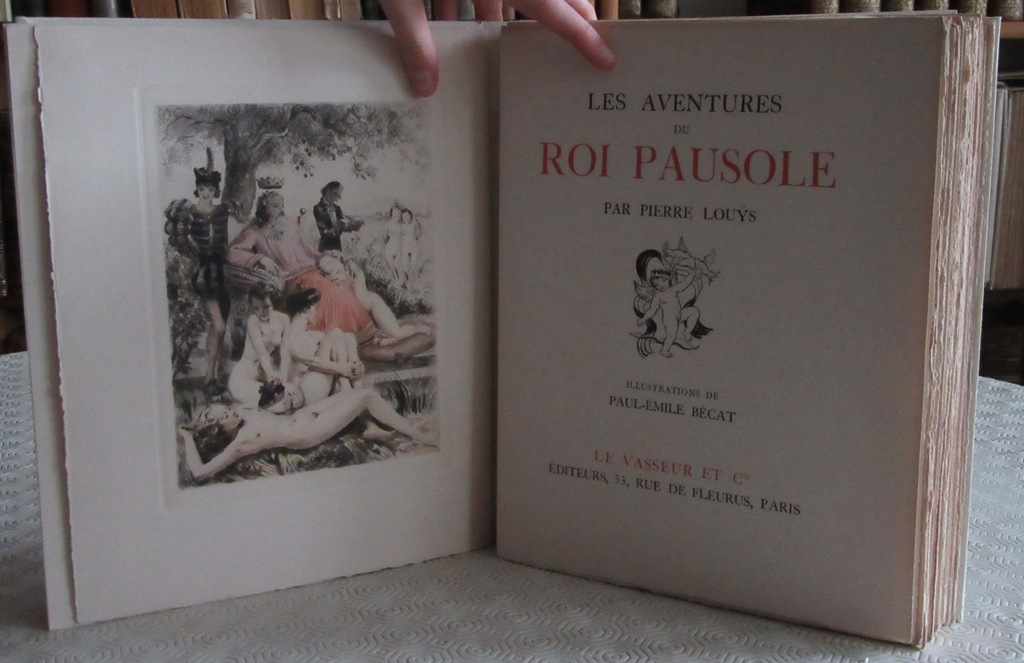 LES AVENTURES
DU
ROI PAUSOLE
PAR PIERRE LOUŸS
ILLUSTRATIONS DE
PAUL-ÉMILE BÉCAT
LE VASSEUR ET Cie
ÉDITEURS, 33, RUE DE FLEURUS, PARIS